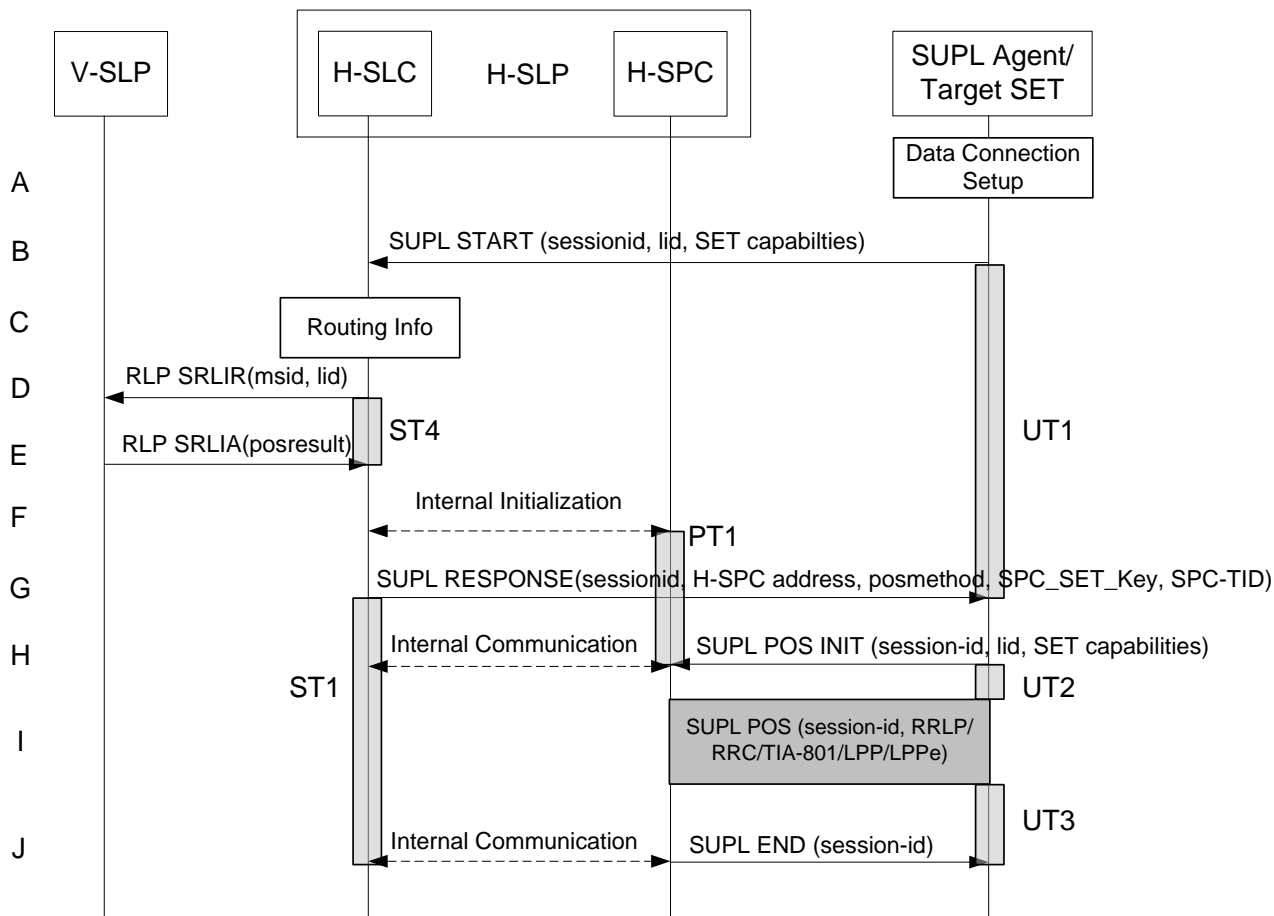 V-SLP
H-SLC
H-SLP
H-SPC
SUPL Agent/
Target SET
Data Connection
Setup
A
B
SUPL START (sessionid, lid, SET capabilties)
C
Routing Info
D
RLP SRLIR(msid, lid)
ST4
UT1
E
RLP SRLIA(posresult)
F
Internal Initialization
PT1
G
SUPL RESPONSE(sessionid, H-SPC address, posmethod, SPC_SET_Key, SPC-TID)
H
Internal Communication
SUPL POS INIT (session-id, lid, SET capabilities)
ST1
UT2
I
SUPL POS (session-id, RRLP/
RRC/TIA-801/LPP/LPPe)
UT3
J
Internal Communication
SUPL END (session-id)